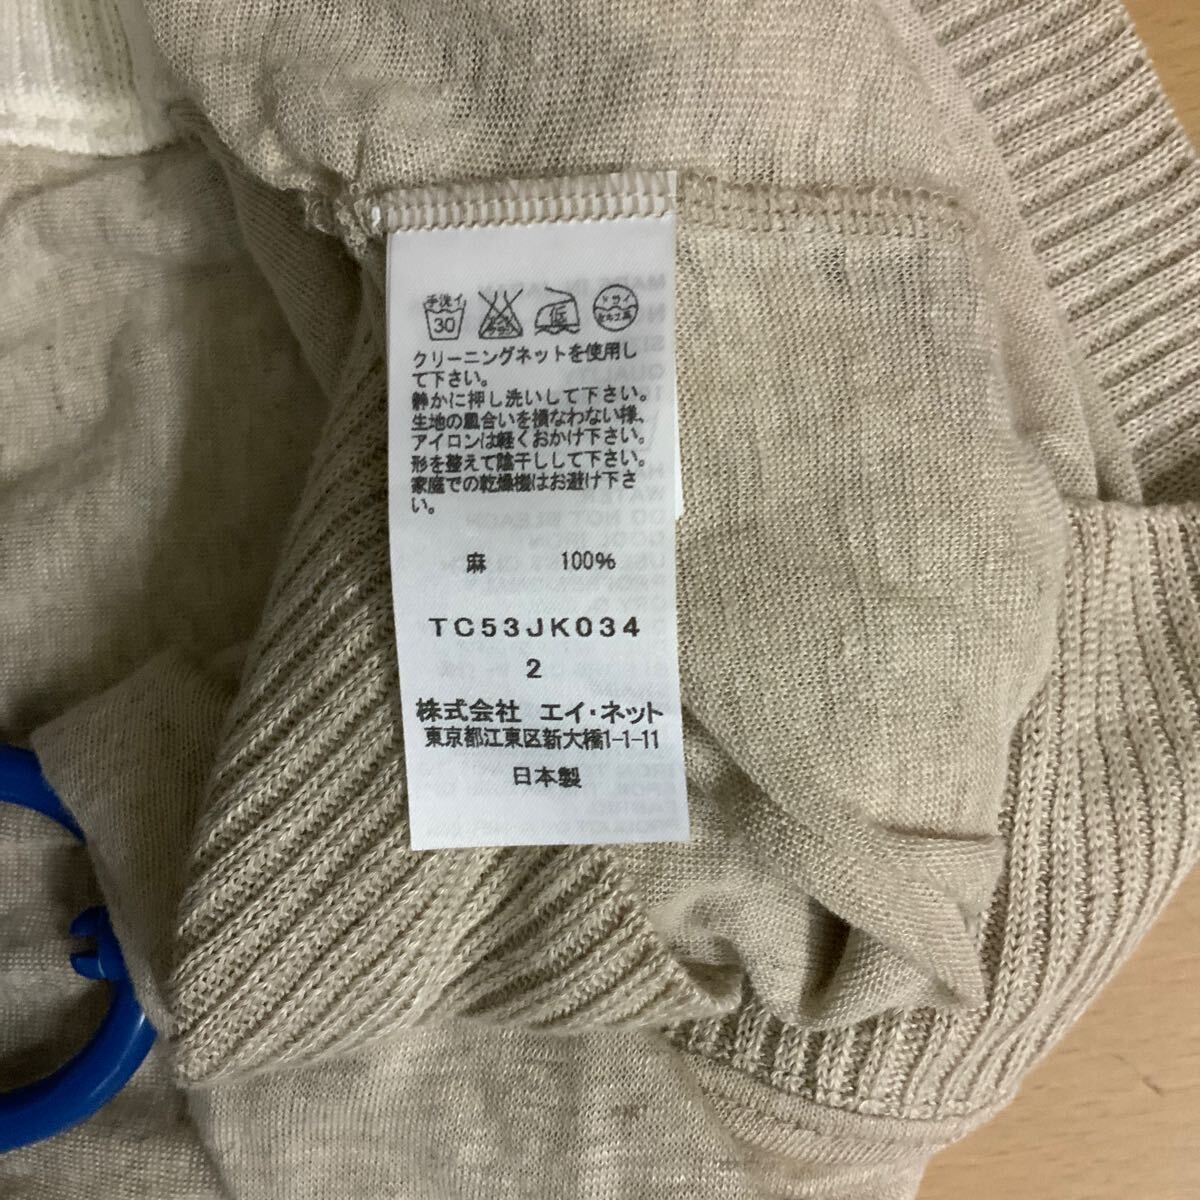 手洗イ
30
低
ドライ
クリーニングネットを使用し
て下さい。
静かに押し洗いして下さい。
生地の風合いを損なわない様、
アイロンは軽くおかけ下さい。
形を整えて陰干しして下さい。
家庭での乾燥機はお避け下さ
い。
麻 100%
TC53JK034
2
株式会社 エイ・ネット
東京都江東区新大橋1-1-11
日本製